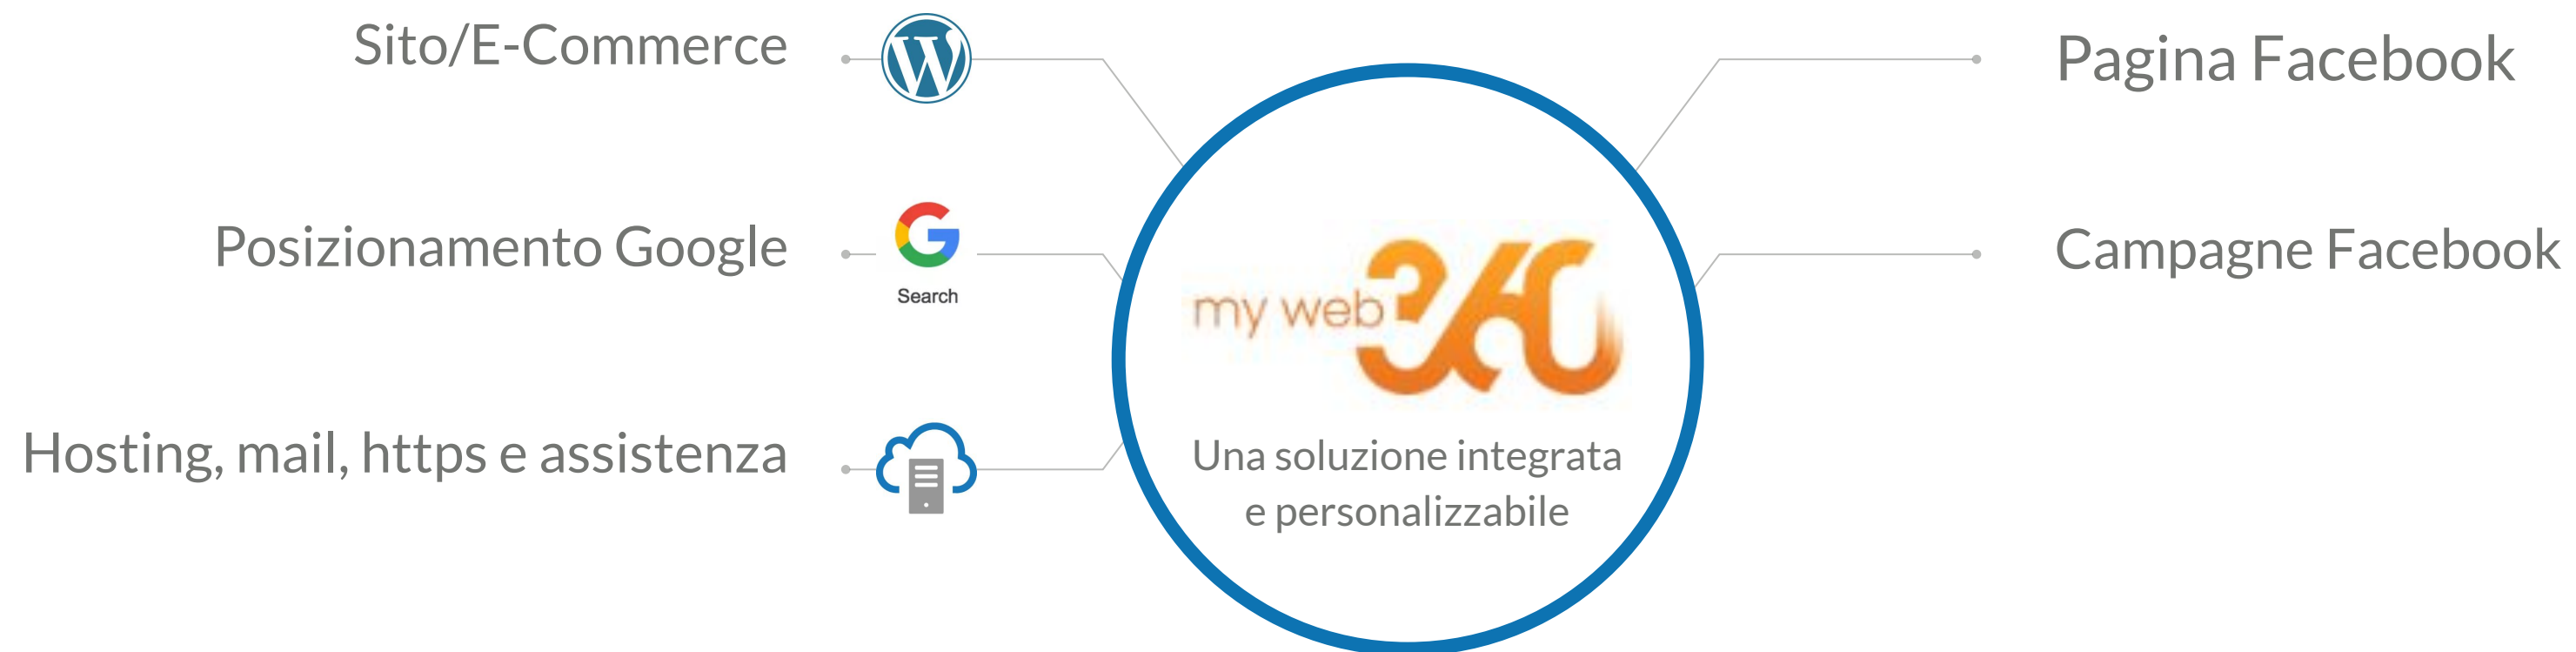 Sito/E-Commerce
Pagina Facebook
Posizionamento Google
Search
Campagne Facebook
my web 360
Hosting, mail, https e assistenza
Una soluzione integrata
e personalizzabile